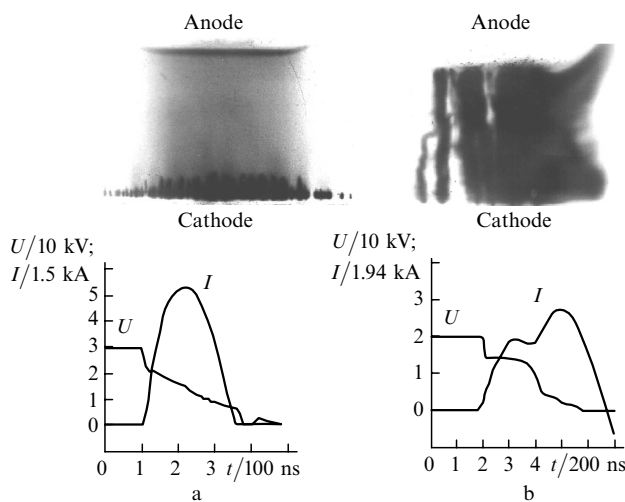 Anode
Cathode
U/10 kV;
I/1.5 kA
5
4
3
2
1
0
U
I
0 1 2 3 t/100 ns
a
Anode
Cathode
U/10 kV;
I/1.94 kA
3
2
1
0
U
I
0 1 2 3 4 t/200 ns
b